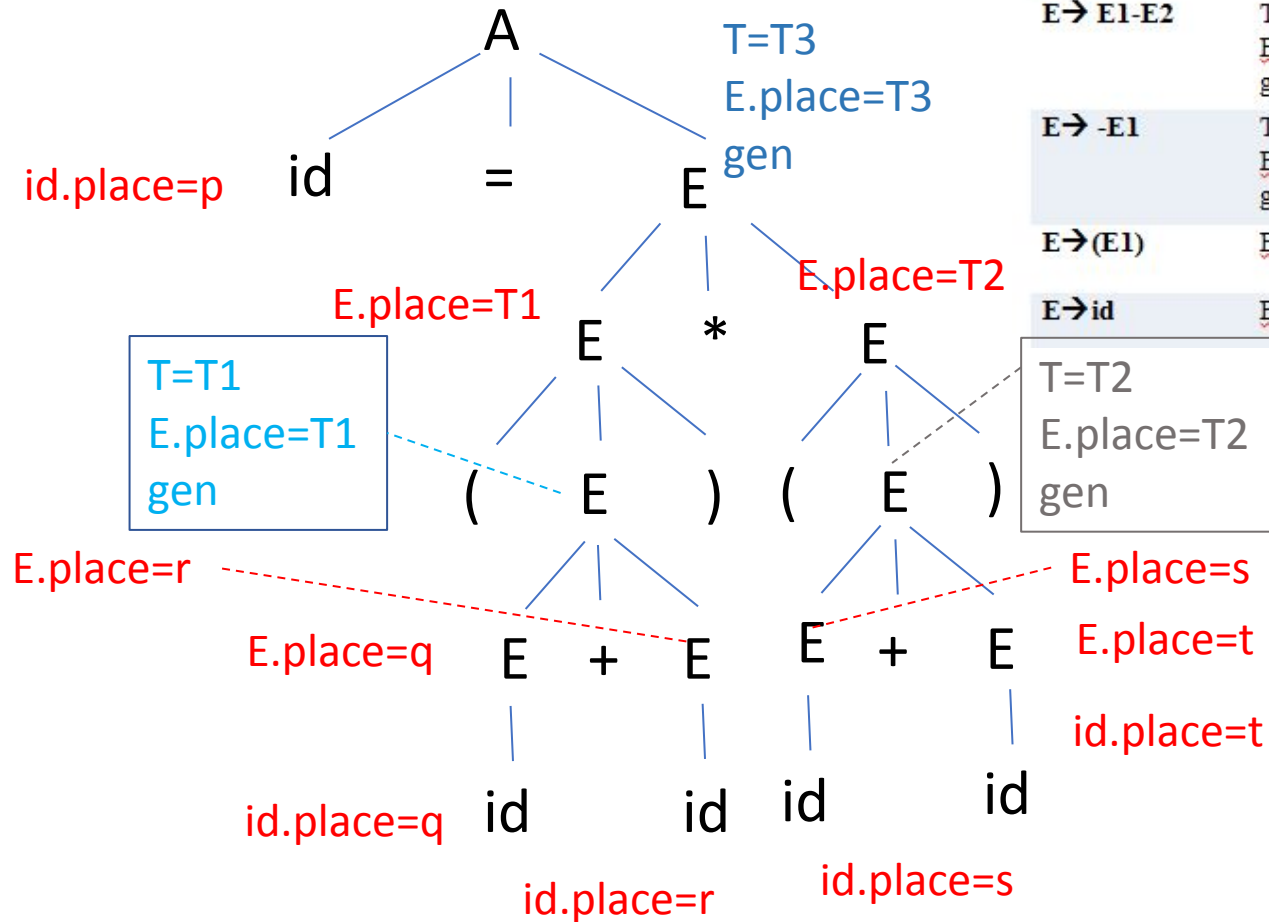 A
id = E
id.place=p
T=T3
E.place=T3
gen
E→ E1-E2
E→ -E1
E→(E1)
E→id
E.place=T1
E.place=T2
E * E
T=T1
E.place=T1
gen
T=T2
E.place=T2
gen
( E ) ( E )
E.place=r
E.place=s
E.place=q
E + E E + E
E.place=t
id.place=t
id.place=q
id id id id
id.place=r
id.place=s